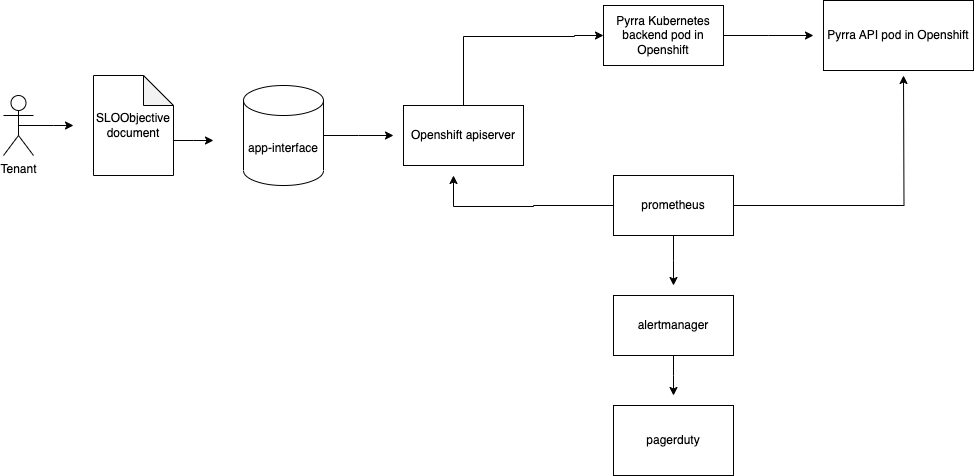 Pyrra Kubernetes
backend pod in
Openshift
Pyrra API pod in Openshift
SLOObjective
document
Tenant
app-interface
Openshift apiserver
prometheus
alertmanager
pagerduty